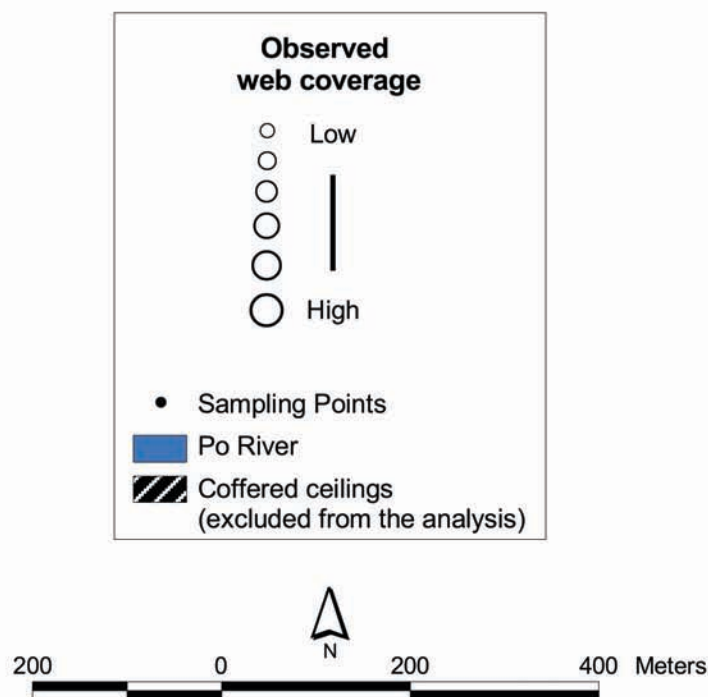 Observed
web coverage
Low
High
Sampling Points
Po River
Coffered ceilings
(excluded from the analysis)
N
200 0 200 400 Meters